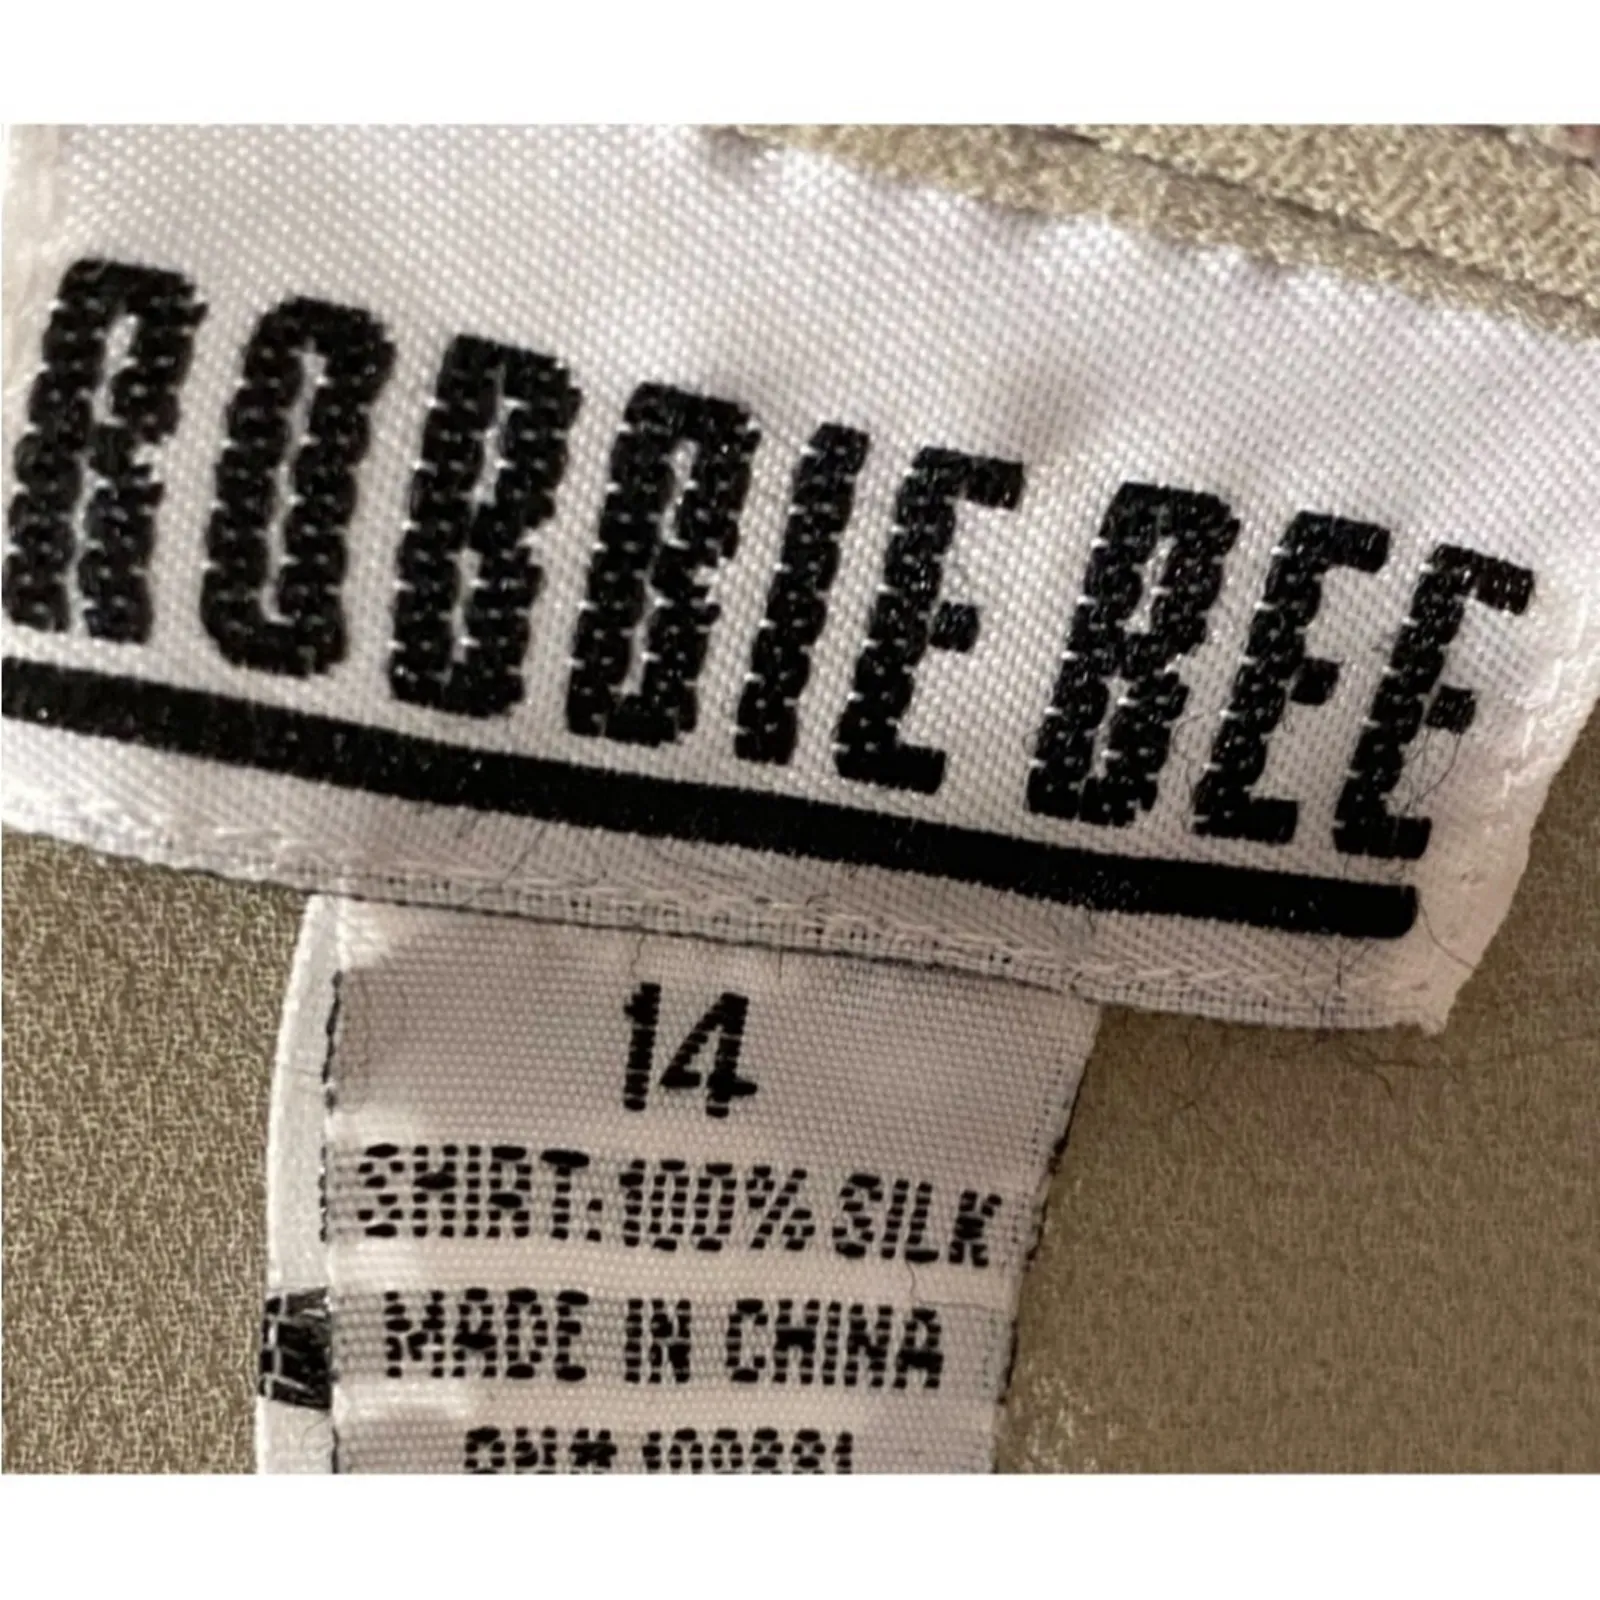 ROBBIE BEE
14
SHIRT: 100% SILK
MADE IN CHINA